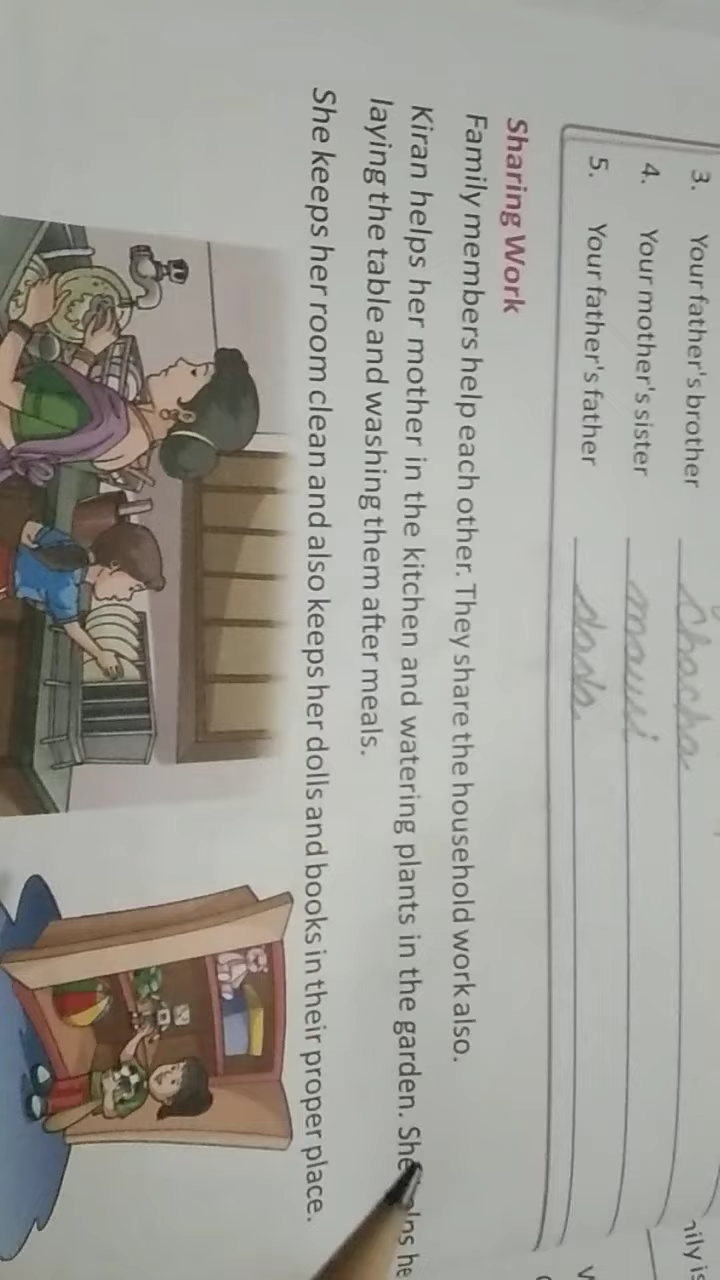 3. Your father's brother chacha
4. Your mother's sister mausi
5. Your father's father dada
Sharing Work
Family members help each other. They share the household work also.
Kiran helps her mother in the kitchen and watering plants in the garden. She
laying the table and washing them after meals.
She keeps her room clean and also keeps her dolls and books in their proper place.